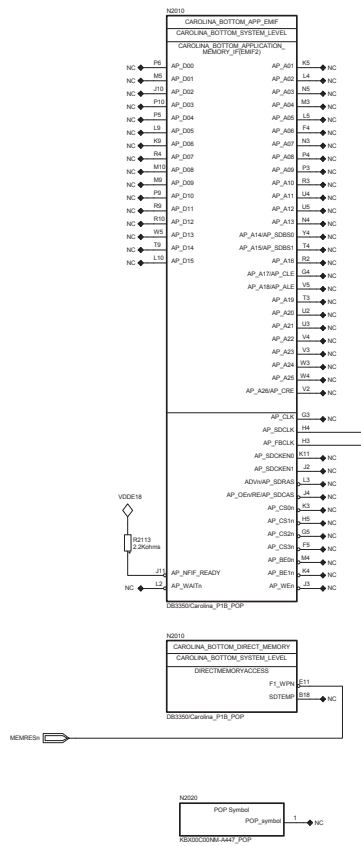 N2010
CAROLINA_BOTTOM_APP_EMIF
CAROLINA_BOTTOM_SYSTEM_LEVEL
CAROLINA_BOTTOM_APPLICATION_
MEMORY_IF(EMIF2)
NC P6 AP_D00 AP_A01 K5 NC
NC M5 AP_D01 AP_A02 L4 NC
NC J10 AP_D02 AP_A03 N5 NC
NC P10 AP_D03 AP_A04 M3 NC
NC P5 AP_D04 AP_A05 L5 NC
NC L9 AP_D05 AP_A06 F4 NC
NC K9 AP_D06 AP_A07 N3 NC
NC R4 AP_D07 AP_A08 P4 NC
NC M10 AP_D08 AP_A09 P3 NC
NC M9 AP_D09 AP_A10 R3 NC
NC P9 AP_D10 AP_A11 U4 NC
NC R9 AP_D11 AP_A12 U5 NC
NC R10 AP_D12 AP_A13 N4 NC
NC W5 AP_D13 AP_A14/AP_SDBS0 Y4 NC
NC T9 AP_D14 AP_A15/AP_SDBS1 T4 NC
NC L10 AP_D15 AP_A16 R2 NC
AP_A17/AP_CLE G4 NC
AP_A18/AP_ALE V5 NC
AP_A19 T3 NC
AP_A20 U2 NC
AP_A21 U3 NC
AP_A22 V4 NC
AP_A23 V3 NC
AP_A24 W3 NC
AP_A25 W4 NC
AP_A26/AP_CRE V2 NC
AP_CLK G3 NC
AP_SDCLK H4
AP_FBCLK H3
AP_SDCKEN0 K11 NC
AP_SDCKEN1 J2 NC
ADVn/AP_SDRAS L3 NC
AP_OEn/RE/AP_SDCAS J4 NC
AP_CS0n K3 NC
AP_CS1n H5 NC
AP_CS2n G5 NC
AP_CS3n F5 NC
AP_BE0n M4 NC
VDDE18
R2113
2.2Kohms
J11 AP_NFIF_READY AP_BE1n K4 NC
NC L2 AP_WAITn AP_WEn J3 NC
DB3350/Carolina_P1B_POP
N2010
CAROLINA_BOTTOM_DIRECT_MEMORY
CAROLINA_BOTTOM_SYSTEM_LEVEL
DIRECTMEMORYACCESS
F1_WPN E11
SDTEMP B18 NC
DB3350/Carolina_P1B_POP
MEMRESn
N2020
POP Symbol
POP_symbol 1 NC
KBX00C00NM-A447_POP